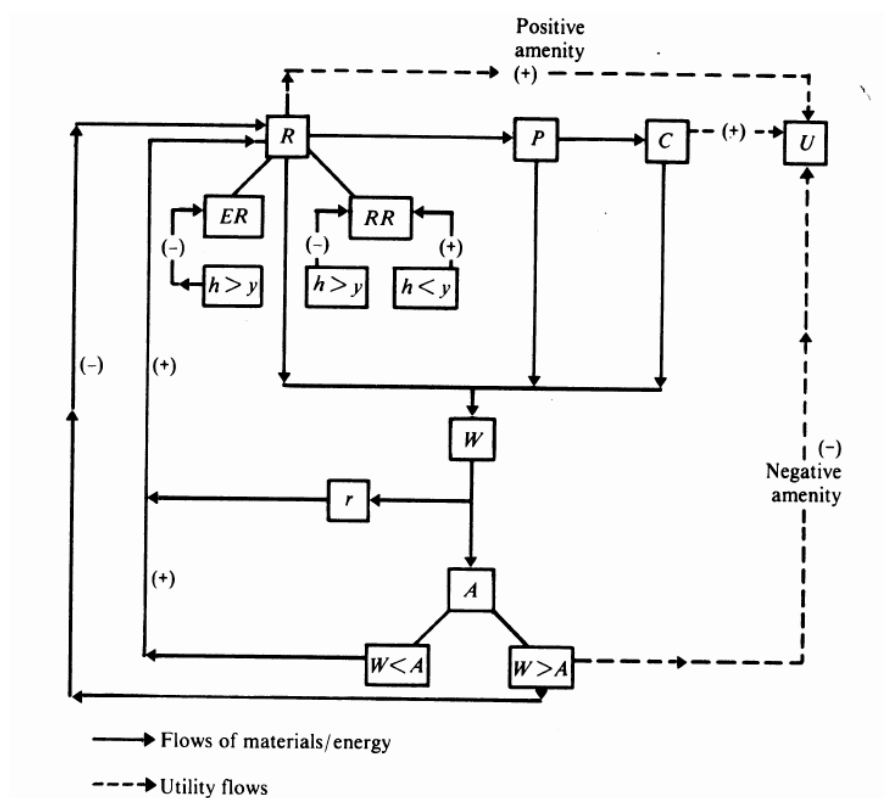 Positive
amenity
(+)
R
P
C
(+)
U
ER
RR
(−)
(−)
(+)
h>y
h>y
h<y
(−)
(+)
W
(−)
Negative
amenity
r
(+)
A
W<A
W>A
Flows of materials/energy
Utility flows